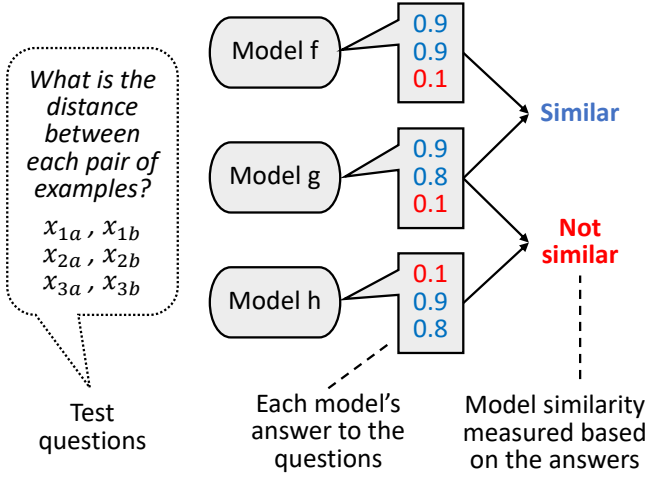 What is the
distance
between
each pair of
examples?
x1a , x1b
x2a , x2b
x3a , x3b
Test
questions
Model f
0.9
0.9
0.1
Model g
0.9
0.8
0.1
Model h
0.1
0.9
0.8
Each model's
answer to the
questions
Similar
Not
similar
Model similarity
measured based
on the answers